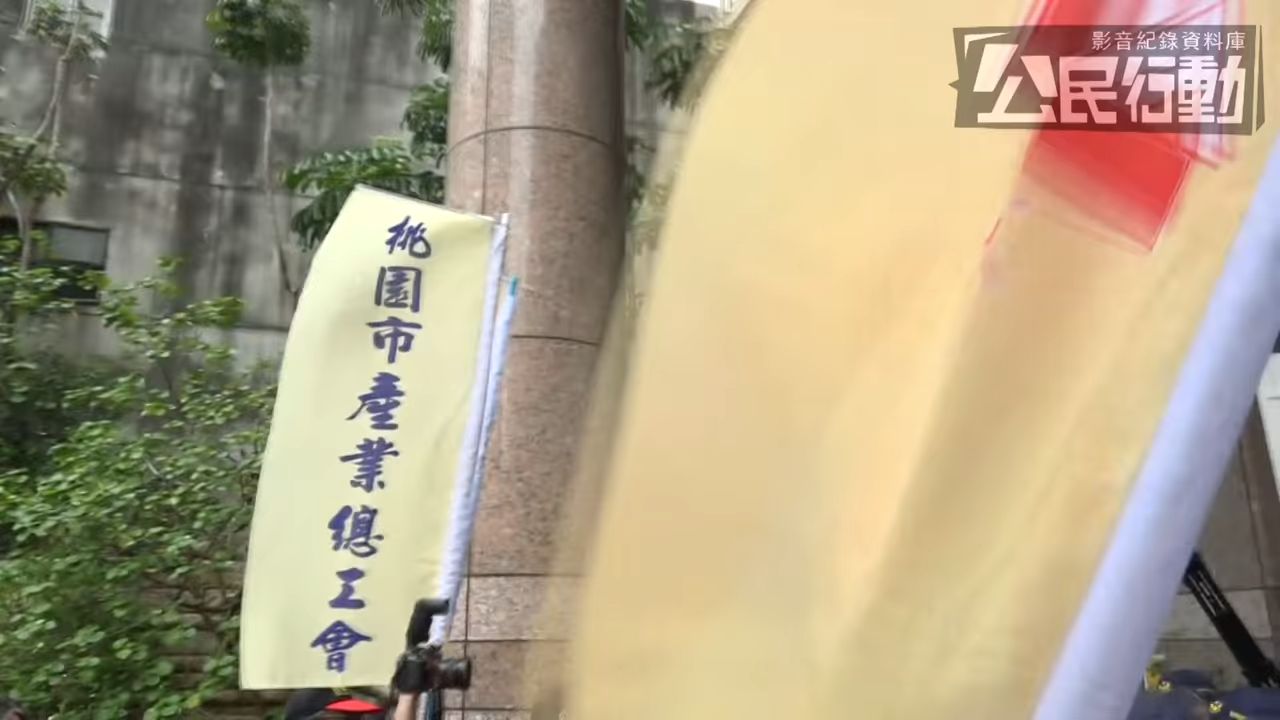 影音紀錄資料庫
公民行動
桃園市產業總工會